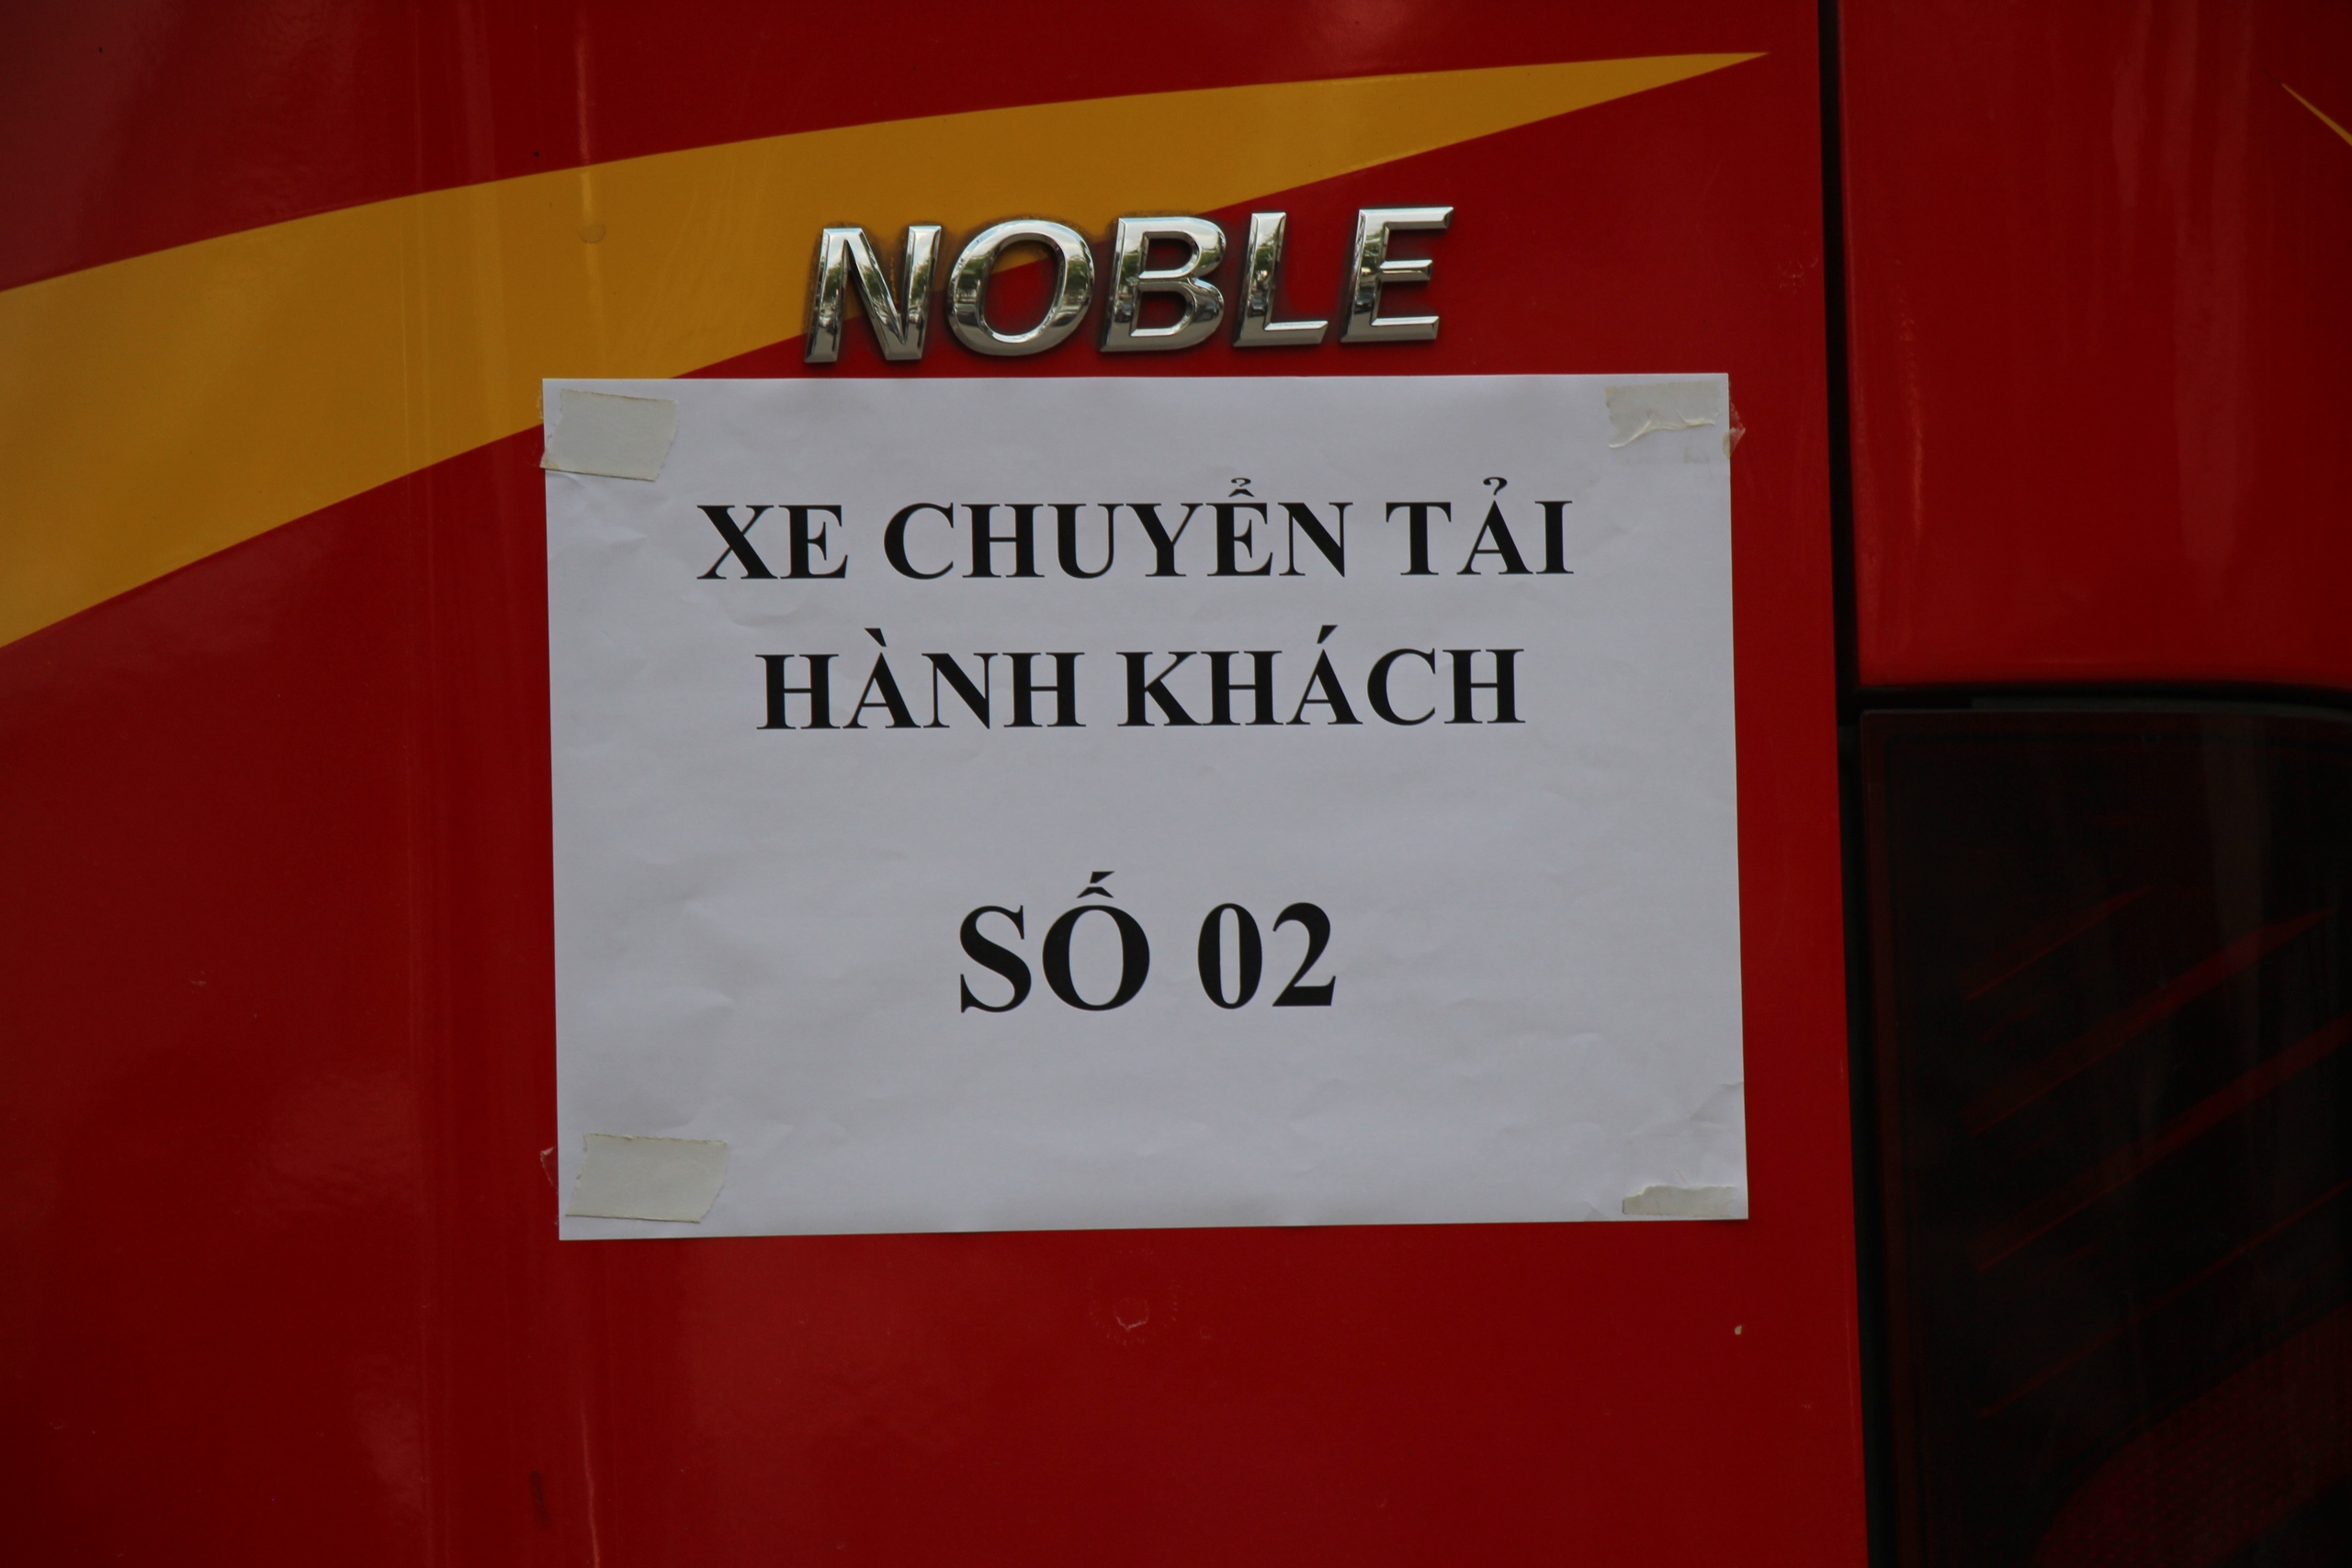 NOBLE
XE CHUYỂN TẢI
HÀNH KHÁCH
SỐ 02